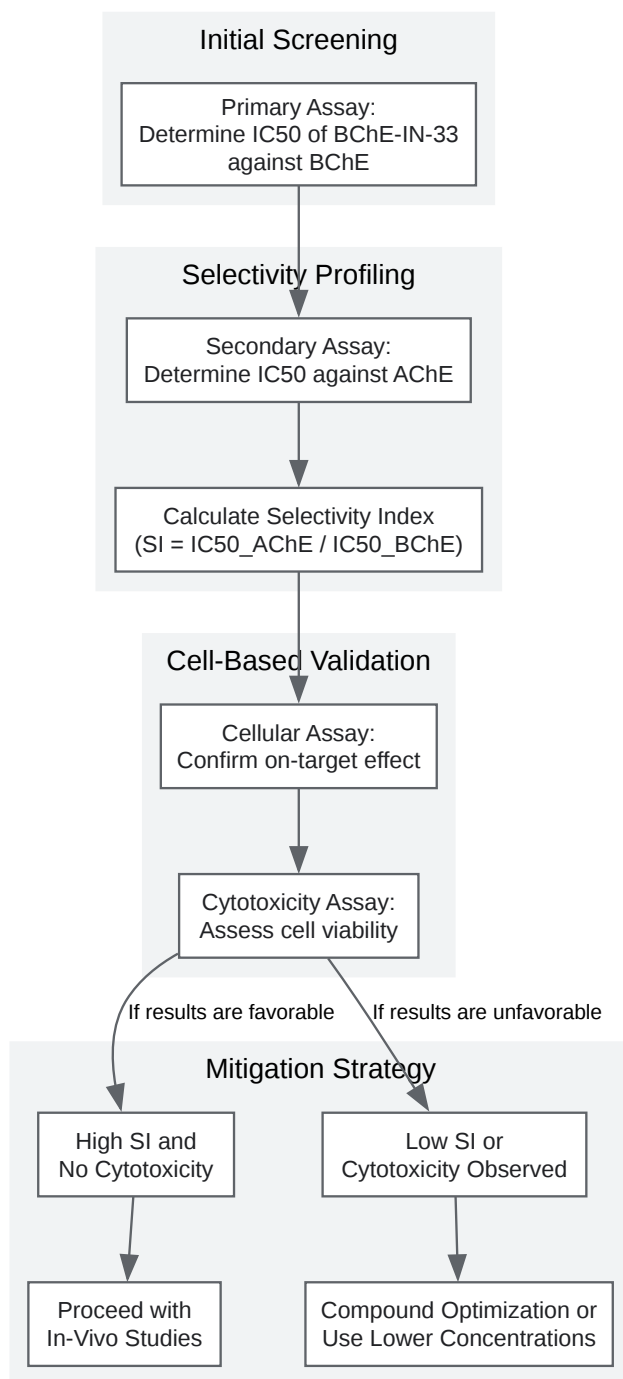 Initial Screening
Primary Assay:
Determine IC50 of BChE-IN-33
against BChE
Selectivity Profiling
Secondary Assay:
Determine IC50 against AChE
Calculate Selectivity Index
(SI = IC50_AChE / IC50_BChE)
Cell-Based Validation
Cellular Assay:
Confirm on-target effect
Cytotoxicity Assay:
Assess cell viability
If results are favorable
If results are unfavorable
Mitigation Strategy
High SI and
No Cytotoxicity
Low SI or
Cytotoxicity Observed
Proceed with
In-Vivo Studies
Compound Optimization or
Use Lower Concentrations